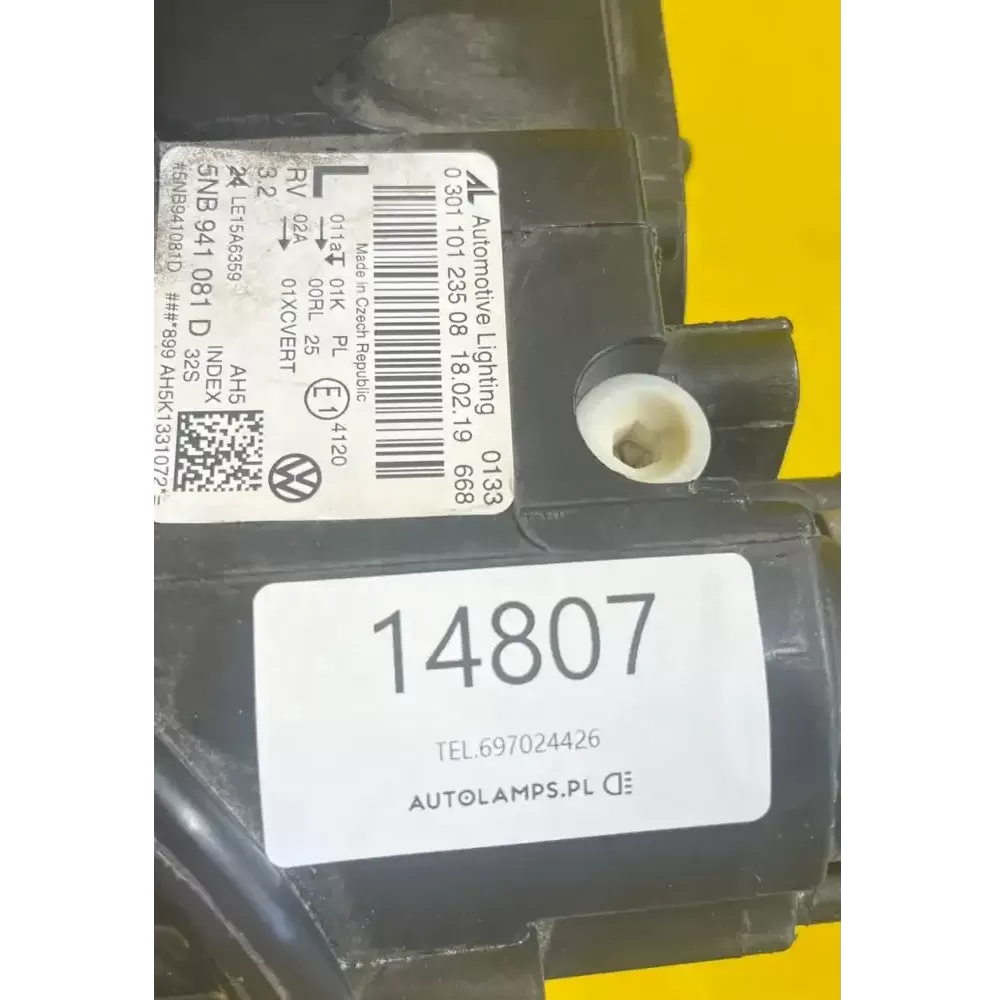 AL Automotive Lighting 0133
0 301 101 235 08 18.02.19 668
Made in Czech Republic
L 011a 01K PL
RV 02A 00RL 25 E1 4120
3.2 01XCVERT
24 LE15A6359 AH5
5NB 941 081 D INDEX 32S
#5NB941081D ###*899 AH5K1331072*=
14807
TEL.697024426
AUTOLAMPS.PL